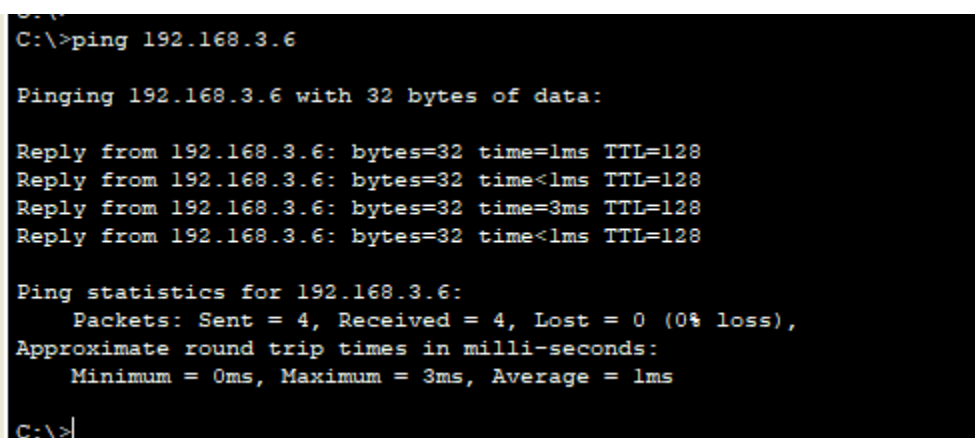 C:\>ping 192.168.3.6
Pinging 192.168.3.6 with 32 bytes of data:
Reply from 192.168.3.6: bytes=32 time=1ms TTL=128
Reply from 192.168.3.6: bytes=32 time<1ms TTL=128
Reply from 192.168.3.6: bytes=32 time=3ms TTL=128
Reply from 192.168.3.6: bytes=32 time<1ms TTL=128
Ping statistics for 192.168.3.6:
Packets: Sent = 4, Received = 4, Lost = 0 (0% loss),
Approximate round trip times in milli-seconds:
Minimum = 0ms, Maximum = 3ms, Average = 1ms
C:\>